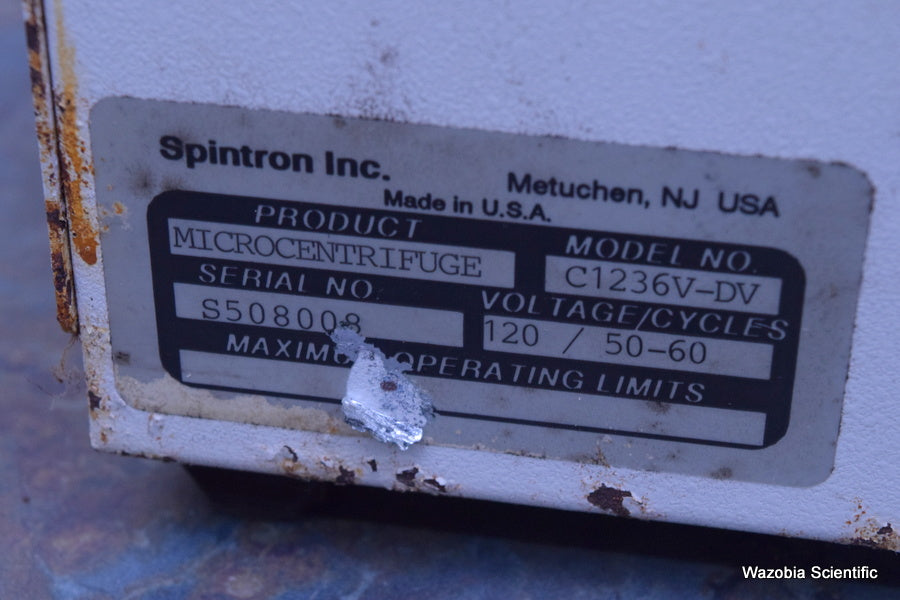 Spintron Inc.
Metuchen, NJ USA
Made in U.S.A.
PRODUCT
MICROCENTRIFUGE
MODEL NO.
C1236V-DV
SERIAL NO.
S508008
VOLTAGE/CYCLES
120 / 50-60
MAXIMUM OPERATING LIMITS
Wazobia Scientific